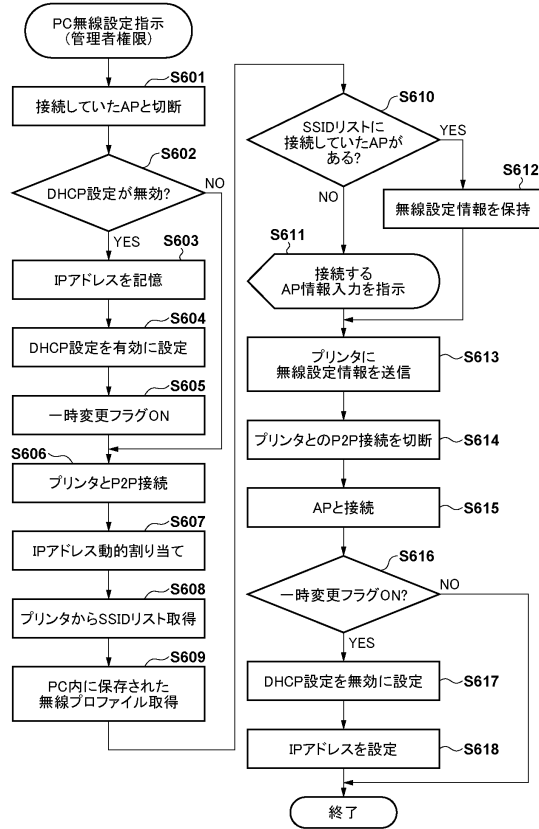 PC無線設定指示
(管理者権限)
S601
接続していたAPと切断
S602
DHCP設定が無効?
NO
YES
S603
IPアドレスを記憶
S604
DHCP設定を有効に設定
S605
一時変更フラグON
S606
プリンタとP2P接続
S607
IPアドレス動的割り当て
S608
プリンタからSSIDリスト取得
S609
PC内に保存された
無線プロファイル取得
S610
SSIDリストに
接続していたAPが
ある?
YES
NO
S612
無線設定情報を保持
S611
接続する
AP情報入力を指示
プリンタに
無線設定情報を送信
S613
プリンタとのP2P接続を切断
S614
APと接続
S615
S616
一時変更フラグON?
NO
YES
DHCP設定を無効に設定
S617
IPアドレスを設定
S618
終了